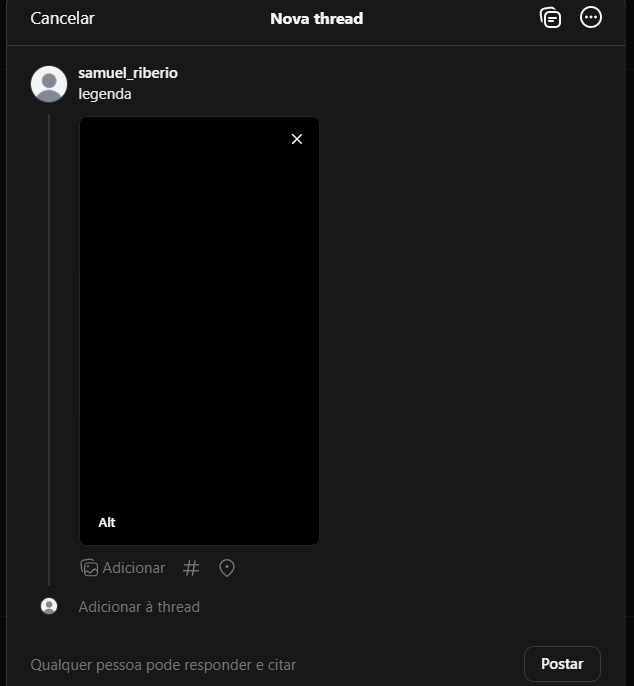 Cancelar
Nova thread
samuel_riberio
legenda
Alt
Adicionar
Adicionar à thread
Qualquer pessoa pode responder e citar
Postar